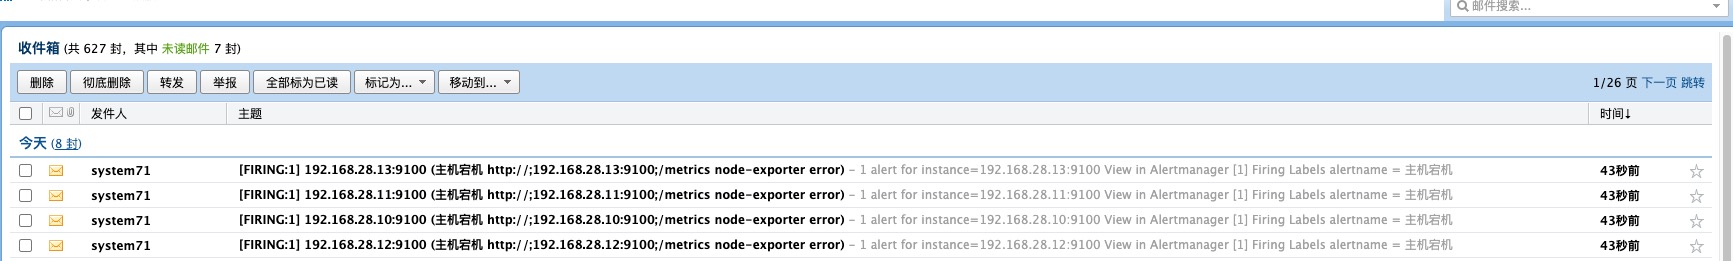 邮件搜索...
收件箱 (共 627 封，其中 未读邮件 7 封)
删除 彻底删除 转发 举报 全部标为已读 标记为... 移动到... 1/26 页 下一页 跳转
发件人 主题 时间↓
今天 (8 封)
system71 [FIRING:1] 192.168.28.13:9100 (主机宕机 http://;192.168.28.13:9100;/metrics node-exporter error) – 1 alert for instance=192.168.28.13:9100 View in Alertmanager [1] Firing Labels alertname = 主机宕机 43秒前
system71 [FIRING:1] 192.168.28.11:9100 (主机宕机 http://;192.168.28.11:9100;/metrics node-exporter error) – 1 alert for instance=192.168.28.11:9100 View in Alertmanager [1] Firing Labels alertname = 主机宕机 43秒前
system71 [FIRING:1] 192.168.28.10:9100 (主机宕机 http://;192.168.28.10:9100;/metrics node-exporter error) – 1 alert for instance=192.168.28.10:9100 View in Alertmanager [1] Firing Labels alertname = 主机宕机 43秒前
system71 [FIRING:1] 192.168.28.12:9100 (主机宕机 http://;192.168.28.12:9100;/metrics node-exporter error) – 1 alert for instance=192.168.28.12:9100 View in Alertmanager [1] Firing Labels alertname = 主机宕机 43秒前